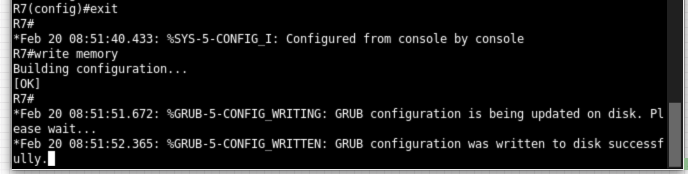 R7(config)#exit
R7#
*Feb 20 08:51:40.433: %SYS-5-CONFIG_I: Configured from console by console
R7#write memory
Building configuration...
[OK]
R7#
*Feb 20 08:51:51.672: %GRUB-5-CONFIG_WRITING: GRUB configuration is being updated on disk. Pl
ease wait...
*Feb 20 08:51:52.365: %GRUB-5-CONFIG_WRITTEN: GRUB configuration was written to disk successf
ully.